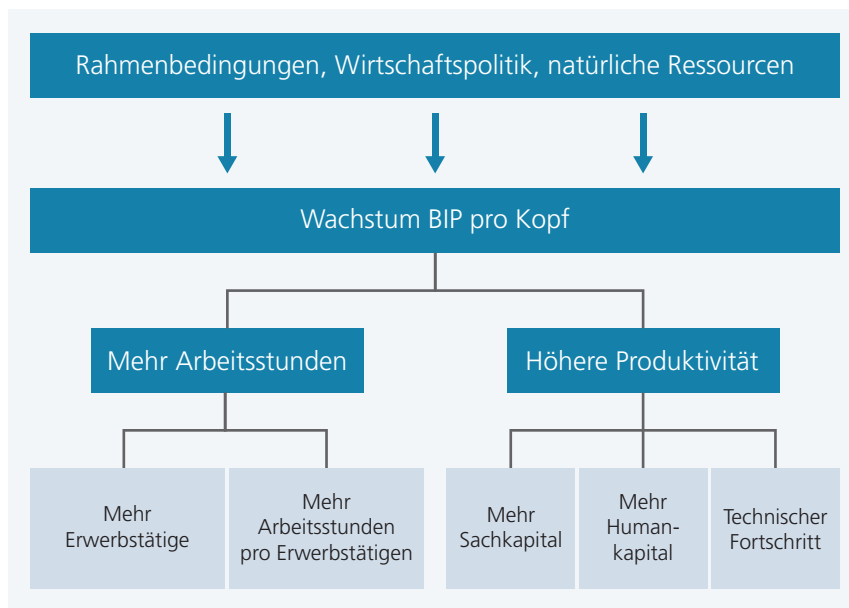 Rahmenbedingungen, Wirtschaftspolitik, natürliche Ressourcen
Wachstum BIP pro Kopf
Mehr Arbeitsstunden
Höhere Produktivität
Mehr
Erwerbstätige
Mehr
Arbeitsstunden
pro Erwerbstätigen
Mehr
Sachkapital
Mehr
Human-
kapital
Technischer
Fortschritt